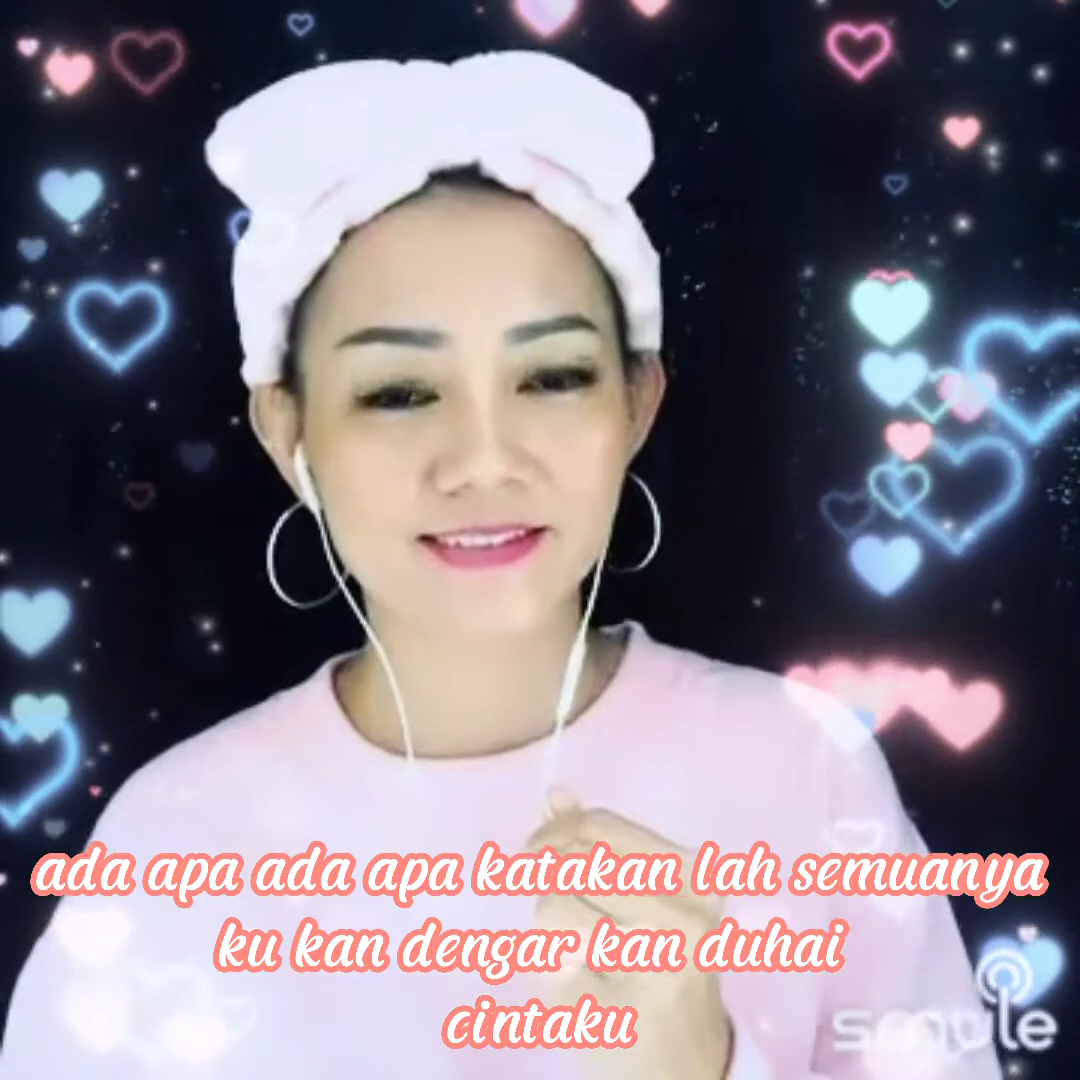 ada apa ada apa katakan lah semuanya
ku kan dengar kan duhai
cintaku
smule